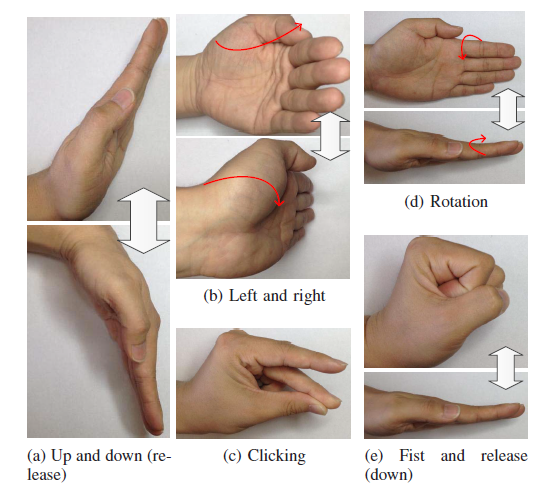 (d) Rotation
(b) Left and right
(a) Up and down (re-
lease)
(c) Clicking
(e) Fist and release
(down)